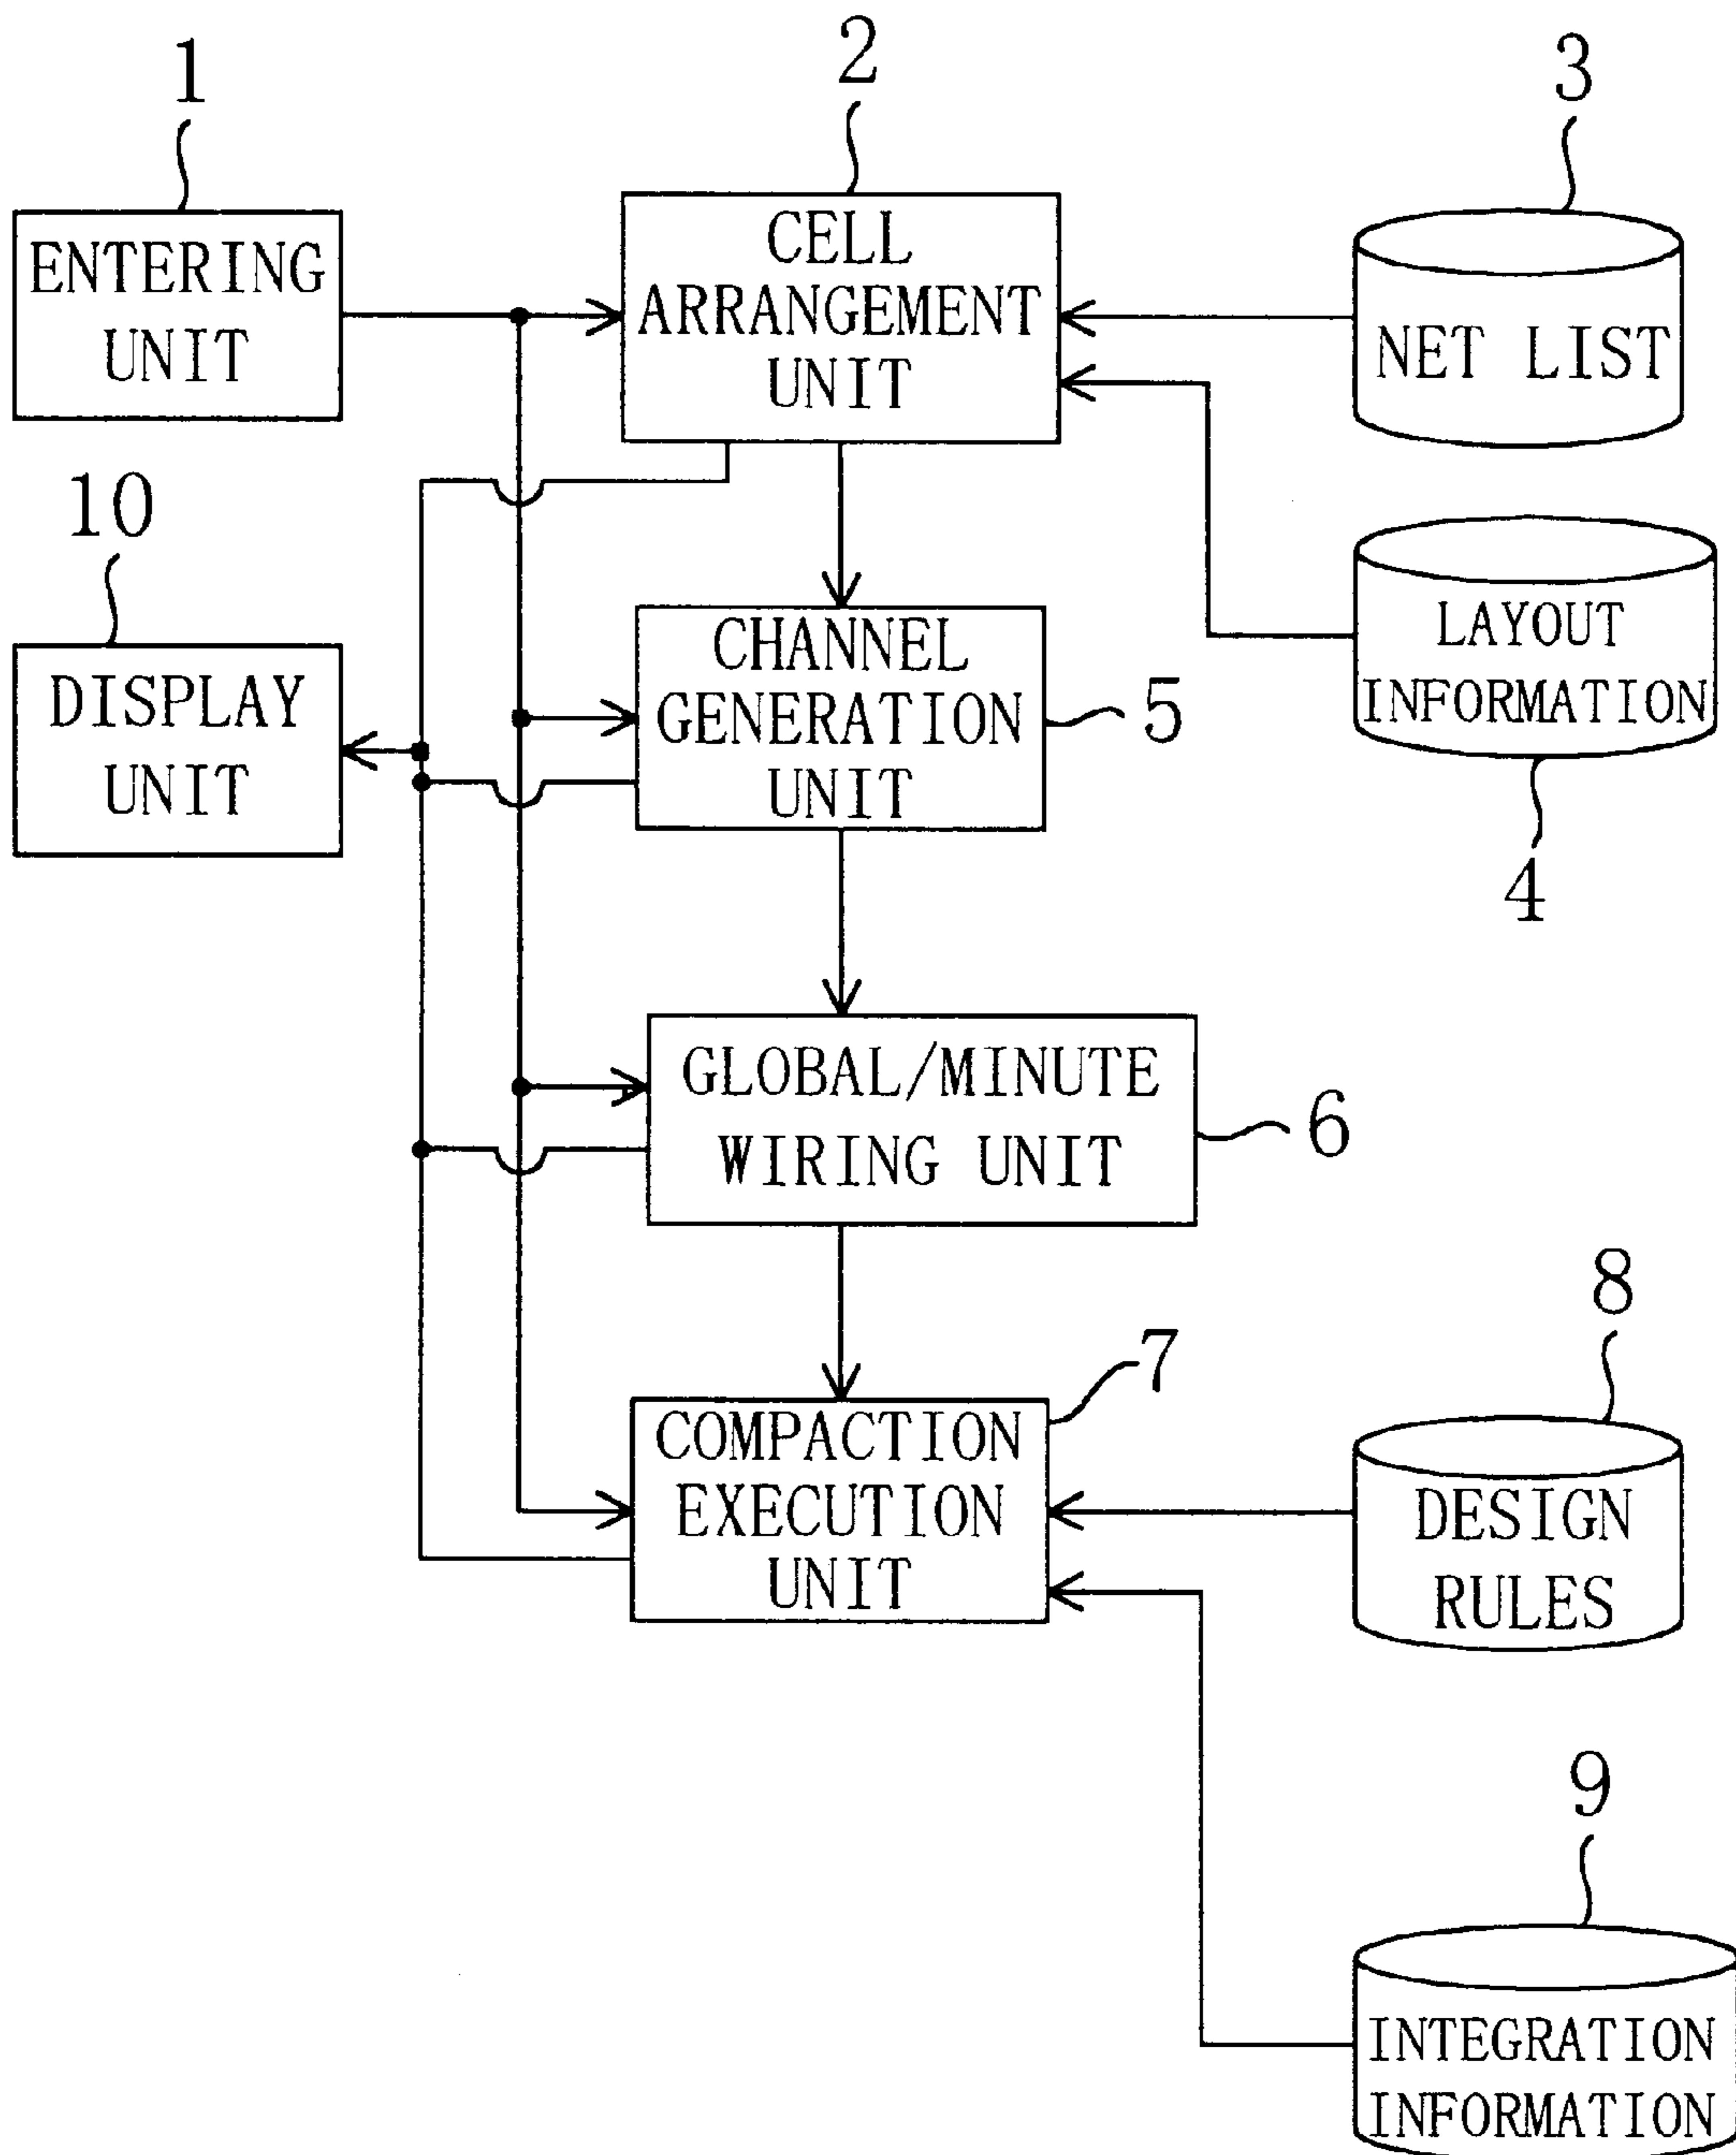 1
2
3
ENTERING
UNIT
CELL
ARRANGEMENT
UNIT
NET LIST
10
DISPLAY
UNIT
CHANNEL
GENERATION
UNIT
5
LAYOUT
INFORMATION
4
GLOBAL/MINUTE
WIRING UNIT
6
7
COMPACTION
EXECUTION
UNIT
8
DESIGN
RULES
9
INTEGRATION
INFORMATION